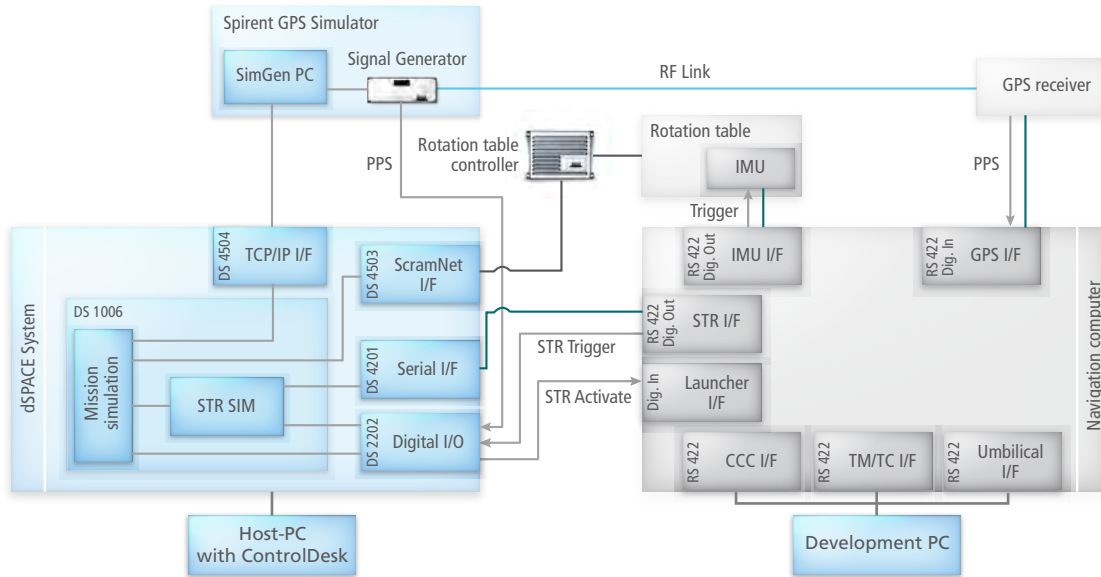 Spirent GPS Simulator
SimGen PC
Signal Generator
RF Link
GPS receiver
PPS
Rotation table
controller
Rotation table
IMU
PPS
Trigger
dSPACE System
DS 4504
TCP/IP I/F
DS 4503
ScramNet
I/F
DS 1006
Mission
simulation
STR SIM
DS 4201
Serial I/F
DS 2202
Digital I/O
STR Trigger
STR Activate
RS 422
Dig. Out
IMU I/F
RS 422
Dig. In
GPS I/F
RS 422
Dig. Out
STR I/F
Dig. In
Launcher
I/F
RS 422
CCC I/F
RS 422
TM/TC I/F
RS 422
Umbilical
I/F
Navigation computer
Host-PC
with ControlDesk
Development PC